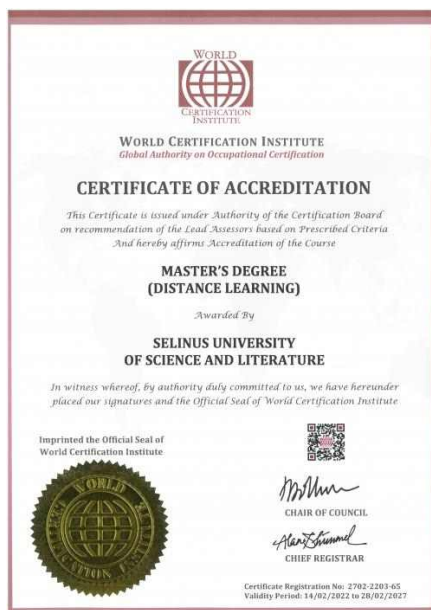 WORLD
CERTIFICATION
INSTITUTE
WORLD CERTIFICATION INSTITUTE
Global Authority on Occupational Certification
CERTIFICATE OF ACCREDITATION
This Certificate is issued under Authority of the Certification Board
on recommendation of the Lead Assessors based on Prescribed Criteria
And hereby affirms Accreditation of the Course
MASTER'S DEGREE
(DISTANCE LEARNING)
Awarded By
SELINUS UNIVERSITY
OF SCIENCE AND LITERATURE
In witness whereof, by authority duly committed to us, we have hereunder
placed our signatures and the Official Seal of World Certification Institute
Imprinted the Official Seal of
World Certification Institute
WORLD CERTIFICATION INSTITUTE
CHAIR OF COUNCIL
CHIEF REGISTRAR
Certificate Registration No: 2702-2203-65
Validity Period: 14/02/2022 to 28/02/2027